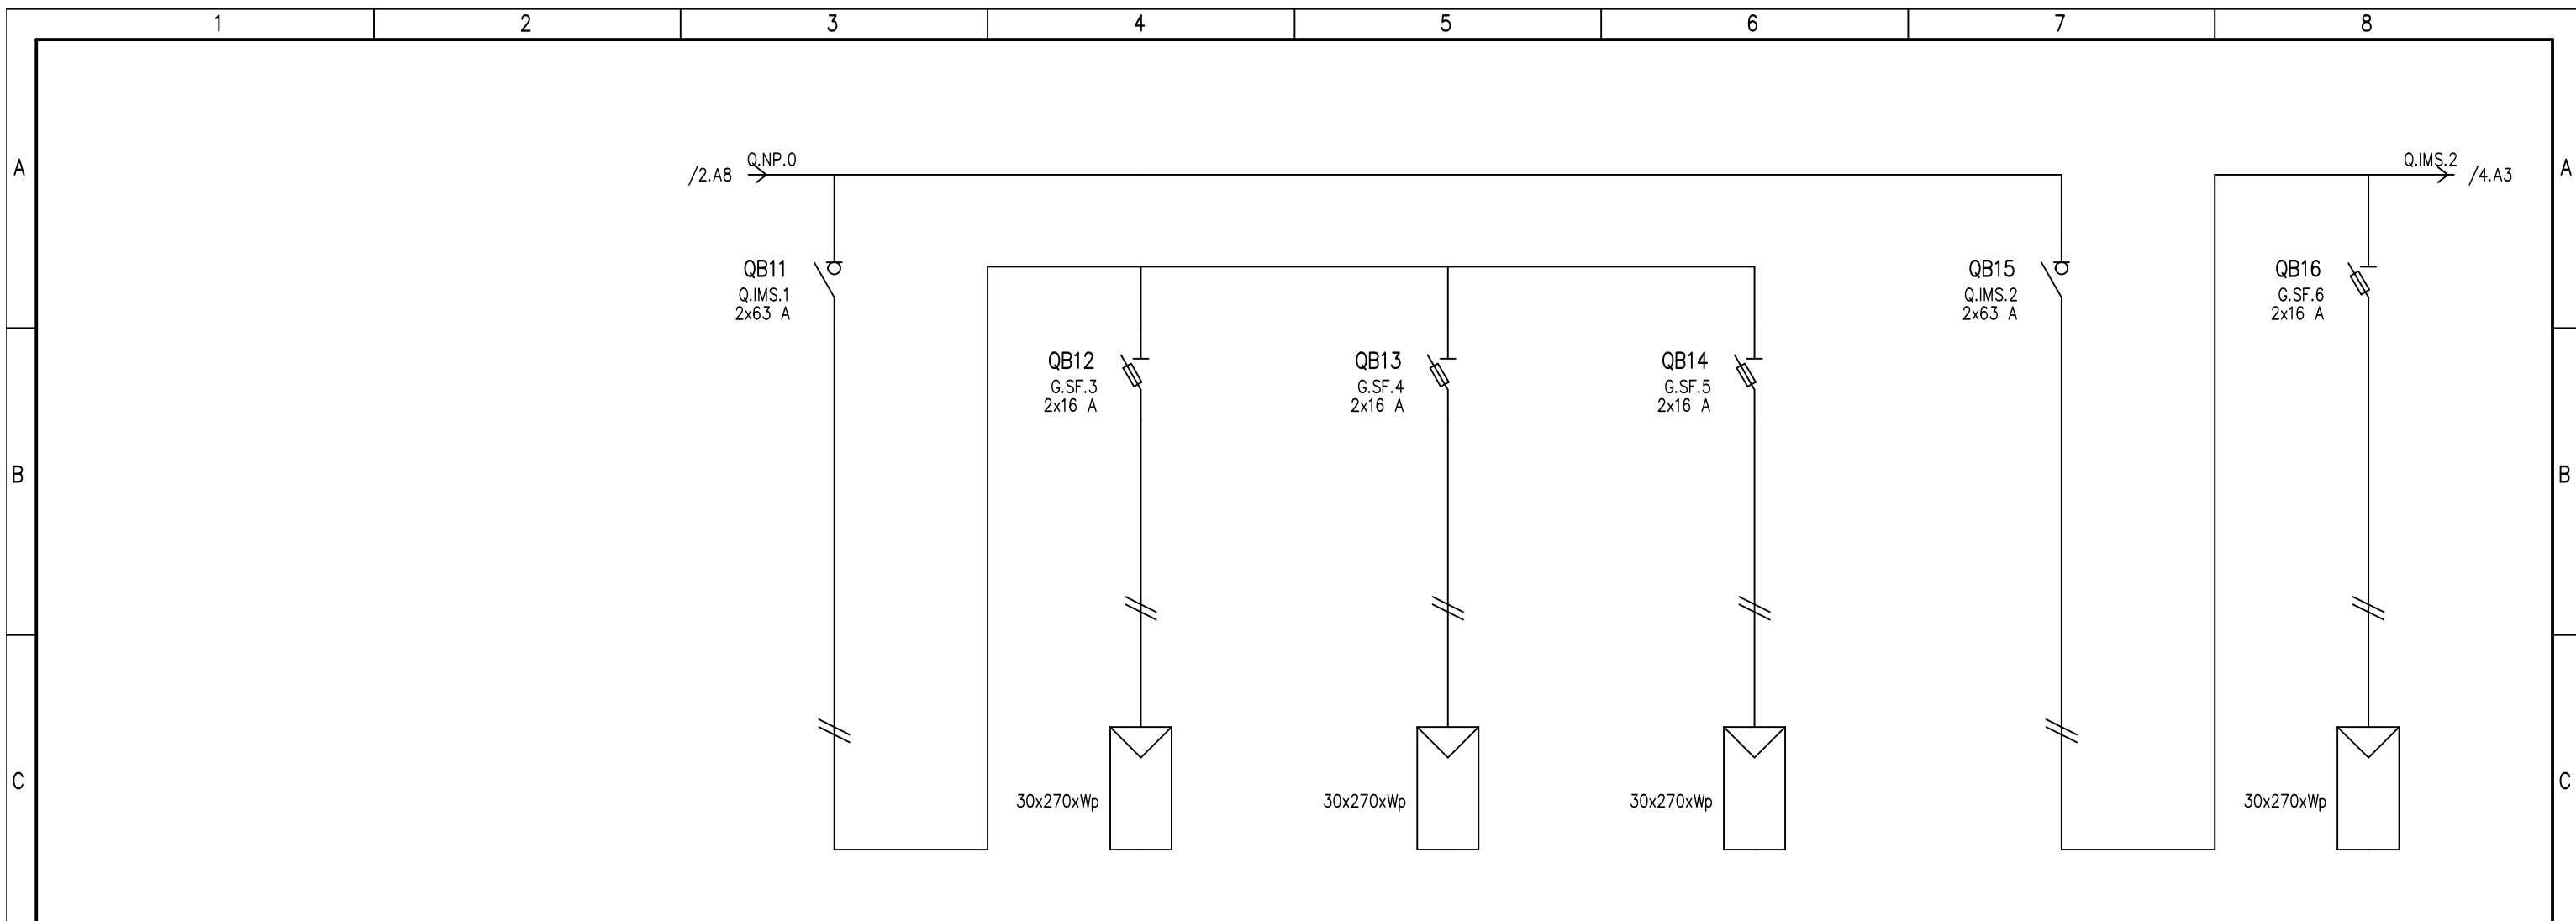 1 2 3 4 5 6 7 8
A A
Q.NP.0 Q.IMS.2
/2.A8 /4.A3
QB11
Q.IMS.1
2x63 A
QB15
Q.IMS.2
2x63 A
QB16
G.SF.6
2x16 A
QB12
G.SF.3
2x16 A
QB13
G.SF.4
2x16 A
QB14
G.SF.5
2x16 A
B B
C C
30x270xWp 30x270xWp 30x270xWp 30x270xWp